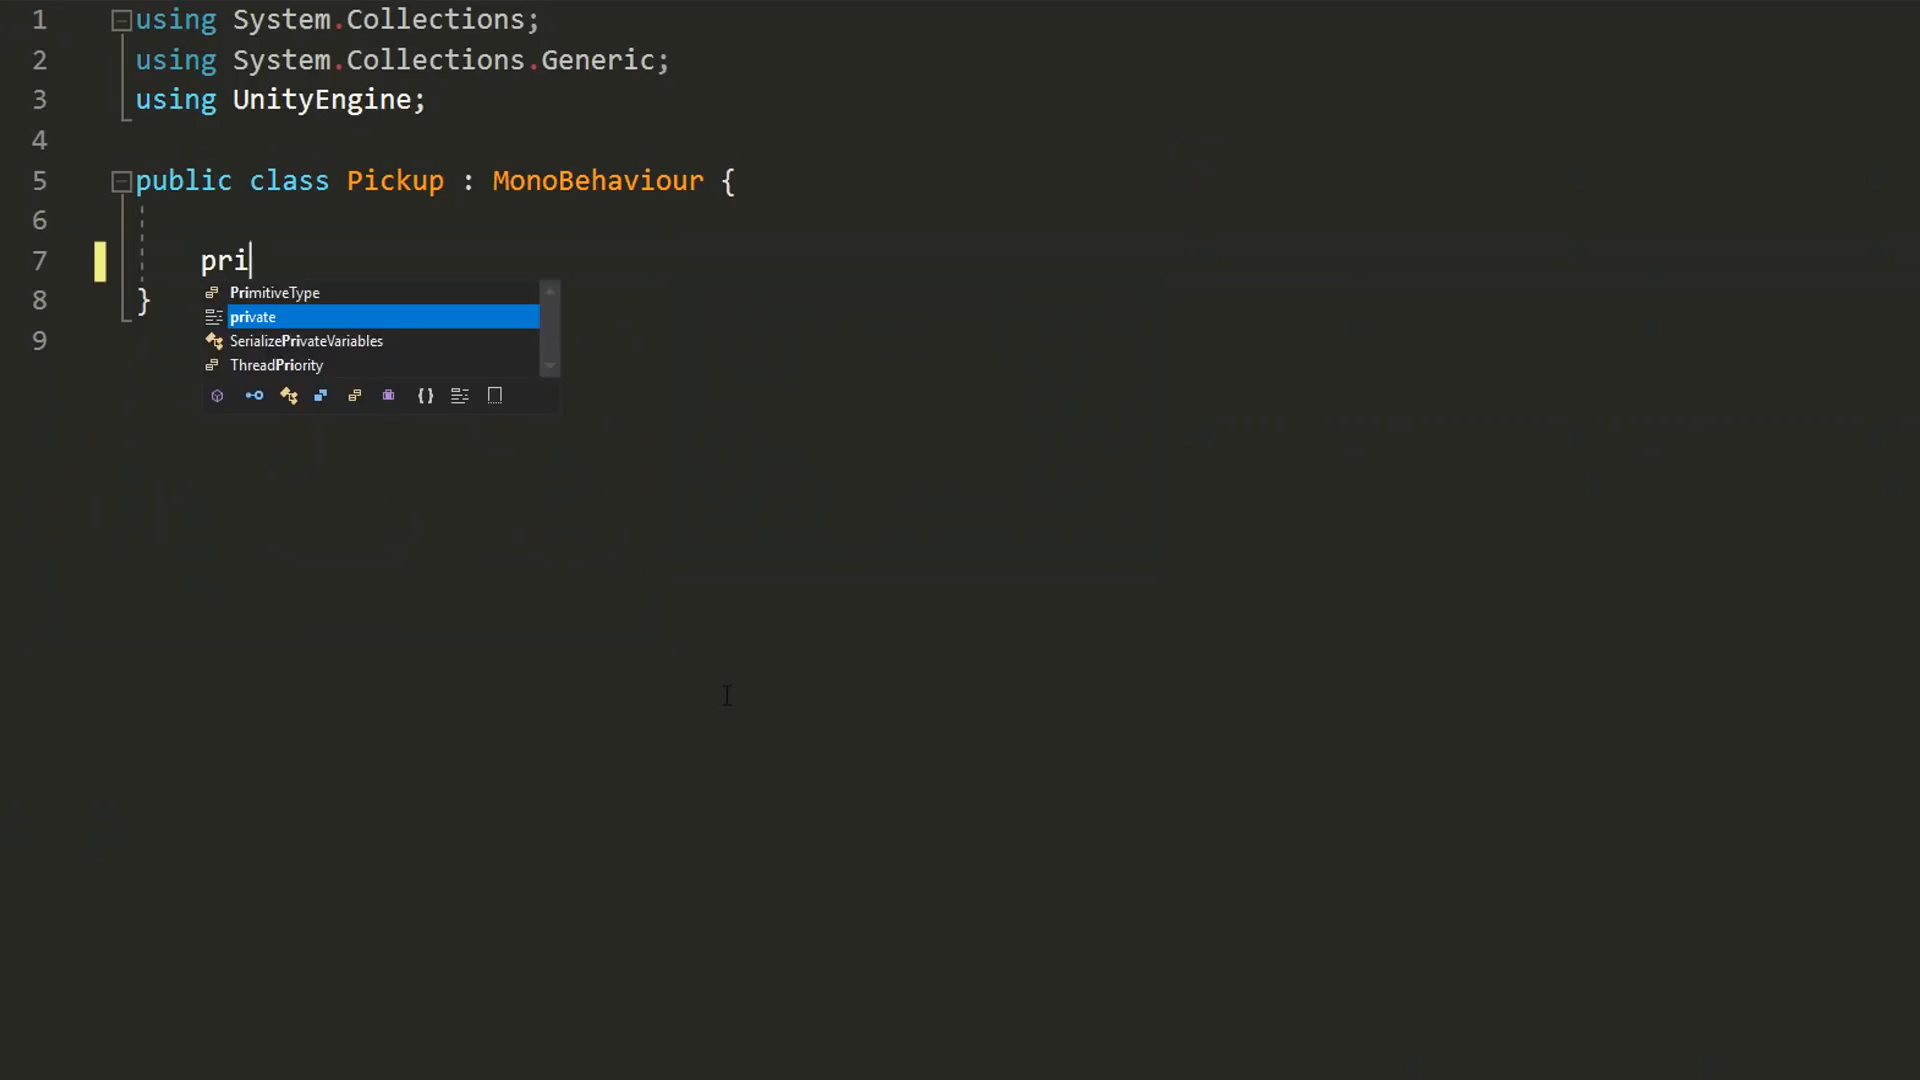 1 using System.Collections;
2 using System.Collections.Generic;
3 using UnityEngine;
4
5 public class Pickup : MonoBehaviour {
6
7 pri
PrimitiveType
private
SerializePrivateVariables
ThreadPriority
8 }
9